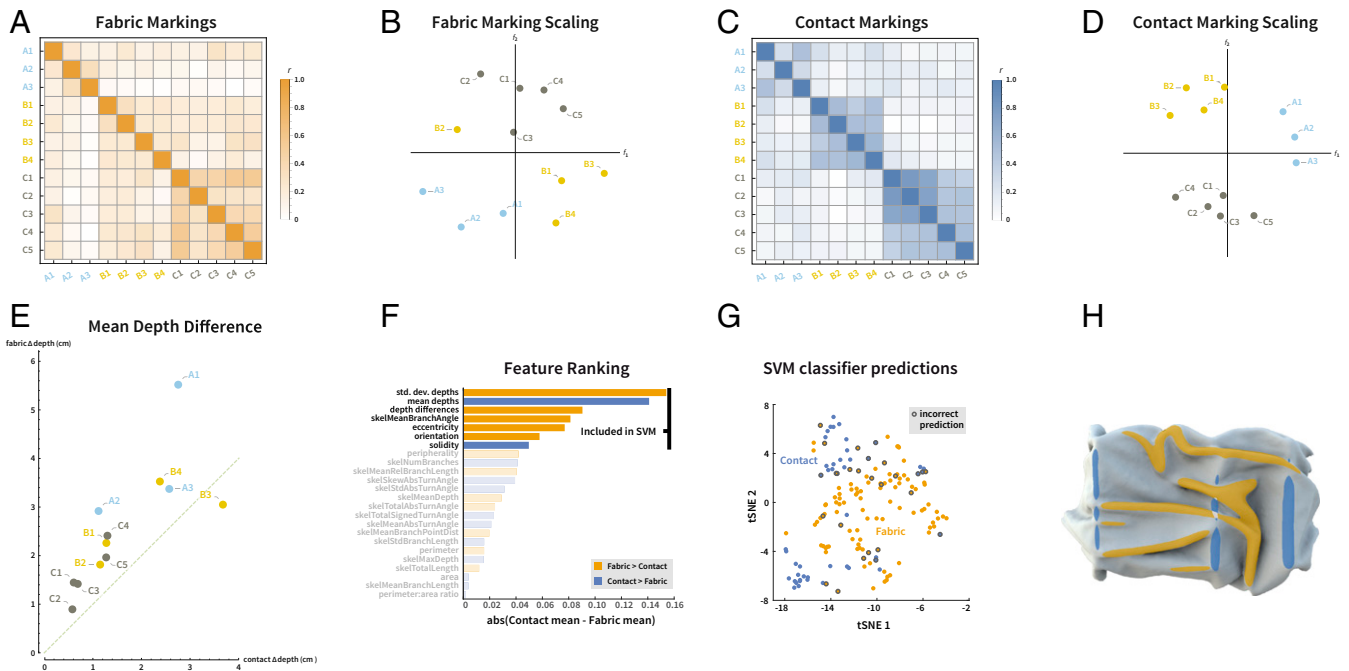 A
Fabric Markings
A1
A2
A3
B1
B2
B3
B4
C1
C2
C3
C4
C5
A1 A2 A3 B1 B2 B3 B4 C1 C2 C3 C4 C5
r
1.0
0.8
0.6
0.4
0.2
0
B
Fabric Marking Scaling
f₂
C2
C1
C4
C5
B2
C3
f₁
B3
B1
A3
A1
A2
B4
C
Contact Markings
A1
A2
A3
B1
B2
B3
B4
C1
C2
C3
C4
C5
A1 A2 A3 B1 B2 B3 B4 C1 C2 C3 C4 C5
r
1.0
0.8
0.6
0.4
0.2
0
D
Contact Marking Scaling
f₂
B2
B1
B3
B4
A1
A2
f₁
A3
C4
C1
C2
C3
C5
E
Mean Depth Difference
fabric Δ depth (cm)
6
5
4
3
2
1
0
A1
B4
A3
B3
A2
C4
B1
B2
C5
C1
C3
C2
0 1 2 3 4
contact Δ depth (cm )
F
Feature Ranking
std. dev. depths
mean depths
depth differences
skelMeanBranchAngle
eccentricity
orientation
solidity
peripherality
skelNumBranches
skelMeanRelBranchLength
skelSkewAbsTurnAngle
skelStdAbsTurnAngle
skelMeanDepth
skelTotalAbsTurnAngle
skelTotalSignedTurnAngle
skelMeanAbsTurnAngle
skelMeanBranchPointDist
skelStdBranchLength
perimeter
skelMaxDepth
skelTotalLength
area
skelMeanBranchLength
perimeter:area ratio
Included in SVM
Fabric > Contact
Contact > Fabric
0.00 0.02 0.04 0.06 0.08 0.10 0.12 0.14 0.16
abs(Contact mean - Fabric mean)
G
SVM classifier predictions
8
4
0
-4
-8
tSNE 2
incorrect
prediction
Contact
Fabric
-18 -14 -10 -6 -2
tSNE 1
H